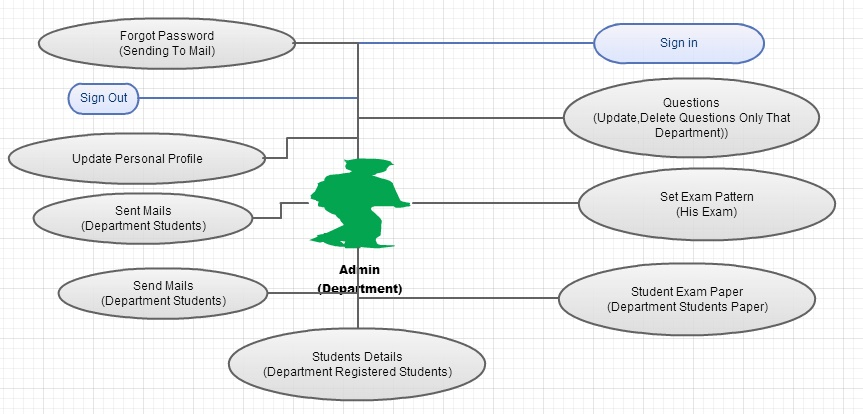 Forgot Password
(Sending To Mail)
Sign in
Sign Out
Questions
(Update,Delete Questions Only That
Department))
Update Personal Profile
Sent Mails
(Department Students)
Set Exam Pattern
(His Exam)
Admin
(Department)
Send Mails
(Department Students)
Student Exam Paper
(Department Students Paper)
Students Details
(Department Registered Students)